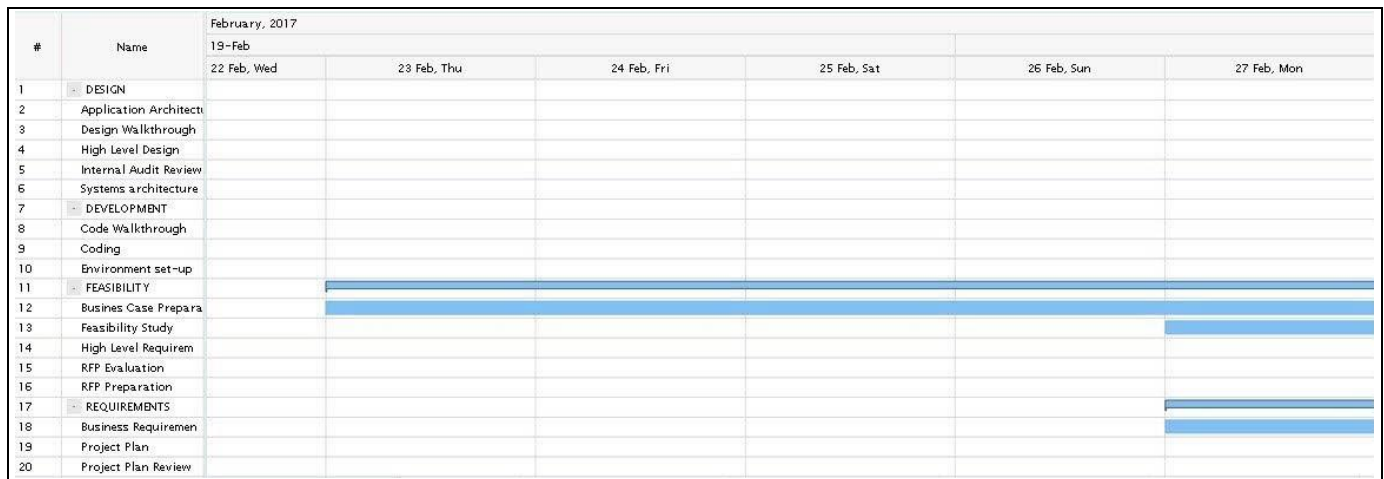 February, 2017
# Name 19-Feb
22 Feb, Wed 23 Feb, Thu 24 Feb, Fri 25 Feb, Sat 26 Feb, Sun 27 Feb, Mon
1 - DESIGN
2 Application Architectu
3 Design Walkthrough
4 High Level Design
5 Internal Audit Review
6 Systems architecture
7 - DEVELOPMENT
8 Code Walkthrough
9 Coding
10 Environment set-up
11 - FEASIBILITY
12 Busines Case Prepara
13 Feasibility Study
14 High Level Requirem
15 RFP Evaluation
16 RFP Preparation
17 - REQUIREMENTS
18 Business Requiremen
19 Project Plan
20 Project Plan Review